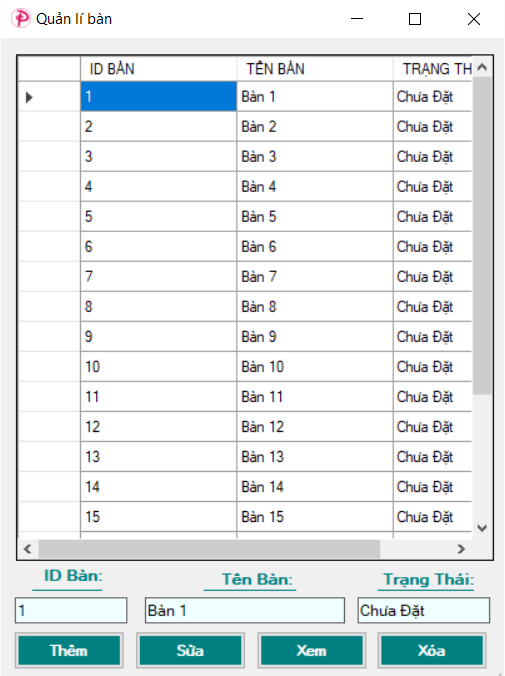 Quản lí bàn
ID BÀN TÊN BÀN TRẠNG TH
1 Bàn 1 Chưa Đặt
2 Bàn 2 Chưa Đặt
3 Bàn 3 Chưa Đặt
4 Bàn 4 Chưa Đặt
5 Bàn 5 Chưa Đặt
6 Bàn 6 Chưa Đặt
7 Bàn 7 Chưa Đặt
8 Bàn 8 Chưa Đặt
9 Bàn 9 Chưa Đặt
10 Bàn 10 Chưa Đặt
11 Bàn 11 Chưa Đặt
12 Bàn 12 Chưa Đặt
13 Bàn 13 Chưa Đặt
14 Bàn 14 Chưa Đặt
15 Bàn 15 Chưa Đặt
ID Bàn: Tên Bàn: Trạng Thái:
1 Bàn 1 Chưa Đặt
Thêm Sửa Xem Xóa